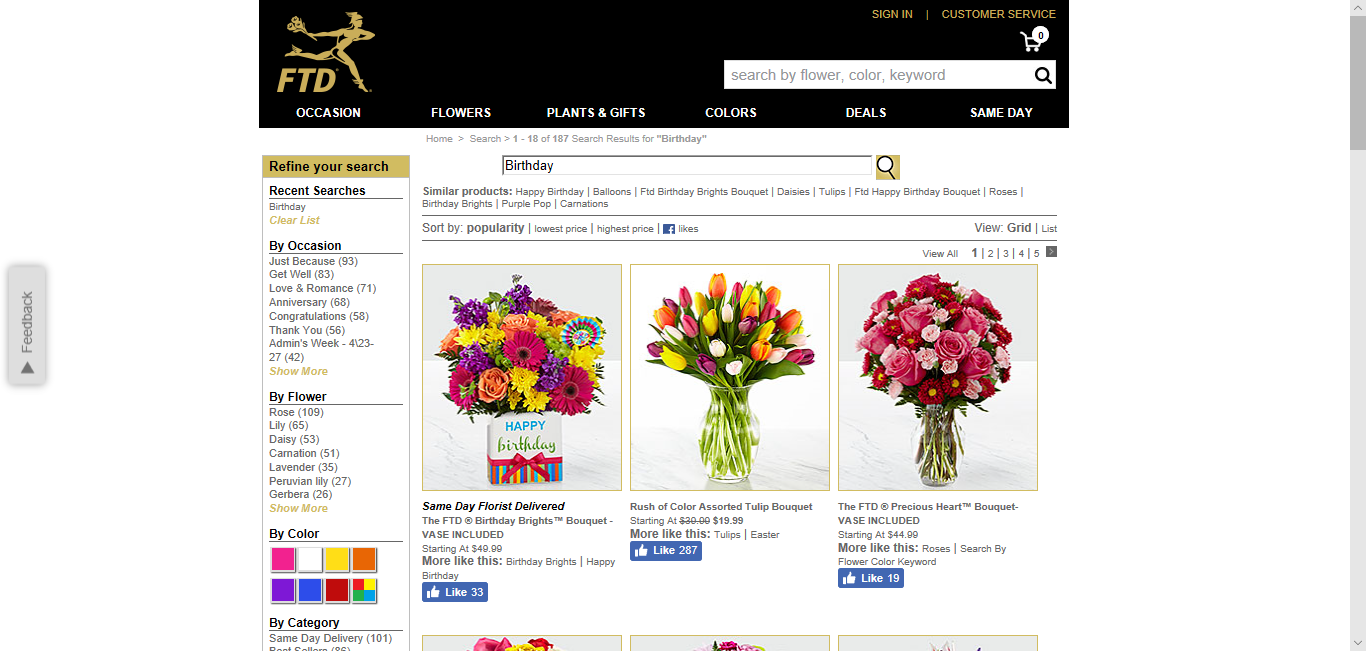 SIGN IN | CUSTOMER SERVICE
0
FTD
search by flower, color, keyword
OCCASION FLOWERS PLANTS & GIFTS COLORS DEALS SAME DAY
Home > Search > 1 - 18 of 187 Search Results for "Birthday"
Refine your search
Recent Searches
Birthday
Clear List
By Occasion
Just Because (93)
Get Well (83)
Love & Romance (71)
Anniversary (68)
Congratulations (58)
Thank You (56)
Admin's Week - 4\23-
27 (42)
Show More
By Flower
Rose (109)
Lily (65)
Daisy (53)
Carnation (51)
Lavender (35)
Peruvian lily (27)
Gerbera (26)
Show More
By Color
By Category
Same Day Delivery (101)
Best Sellers (86)
Feedback
Birthday
Similar products: Happy Birthday | Balloons | Ftd Birthday Brights Bouquet | Daisies | Tulips | Ftd Happy Birthday Bouquet | Roses |
Birthday Brights | Purple Pop | Carnations
Sort by: popularity | lowest price | highest price | f likes
View: Grid | List
View All 1 | 2 | 3 | 4 | 5 >
HAPPY
birthday
Same Day Florist Delivered
The FTD ® Birthday Brights™ Bouquet -
VASE INCLUDED
Starting At $49.99
More like this: Birthday Brights | Happy
Birthday
Like 33
Rush of Color Assorted Tulip Bouquet
Starting At $39.99 $19.99
More like this: Tulips | Easter
Like 287
The FTD ® Precious Heart™ Bouquet-
VASE INCLUDED
Starting At $44.99
More like this: Roses | Search By
Flower Color Keyword
Like 19